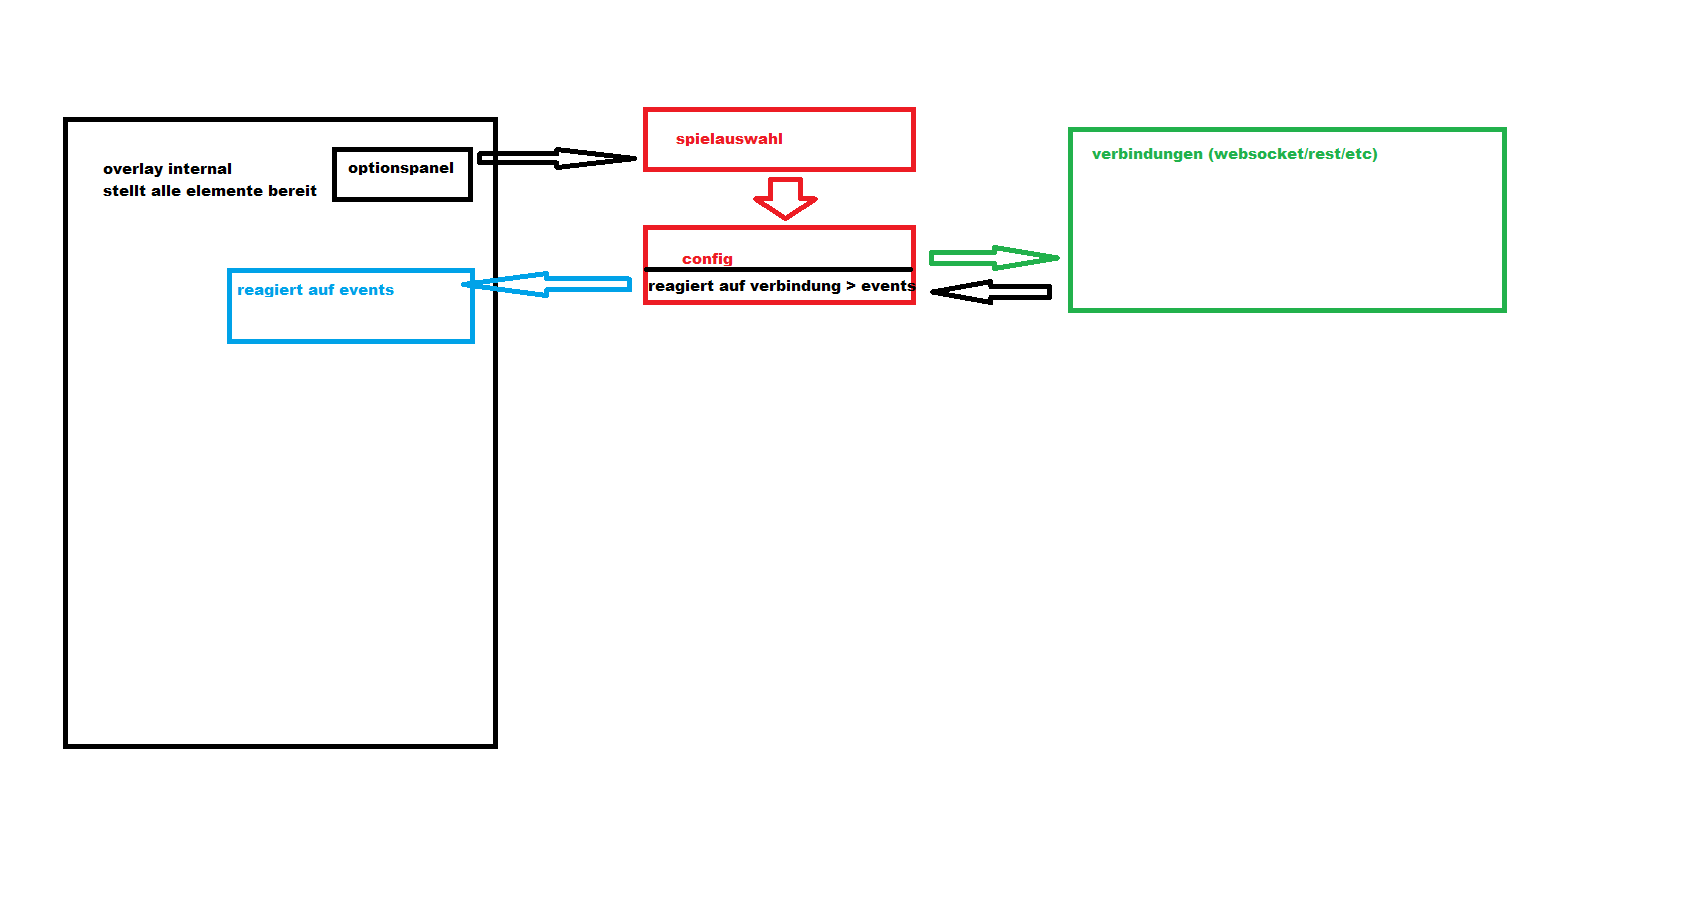 overlay internal
stellt alle elemente bereit
optionspanel
reagiert auf events
spielauswahl
config
reagiert auf verbindung > events
verbindungen (websocket/rest/etc)